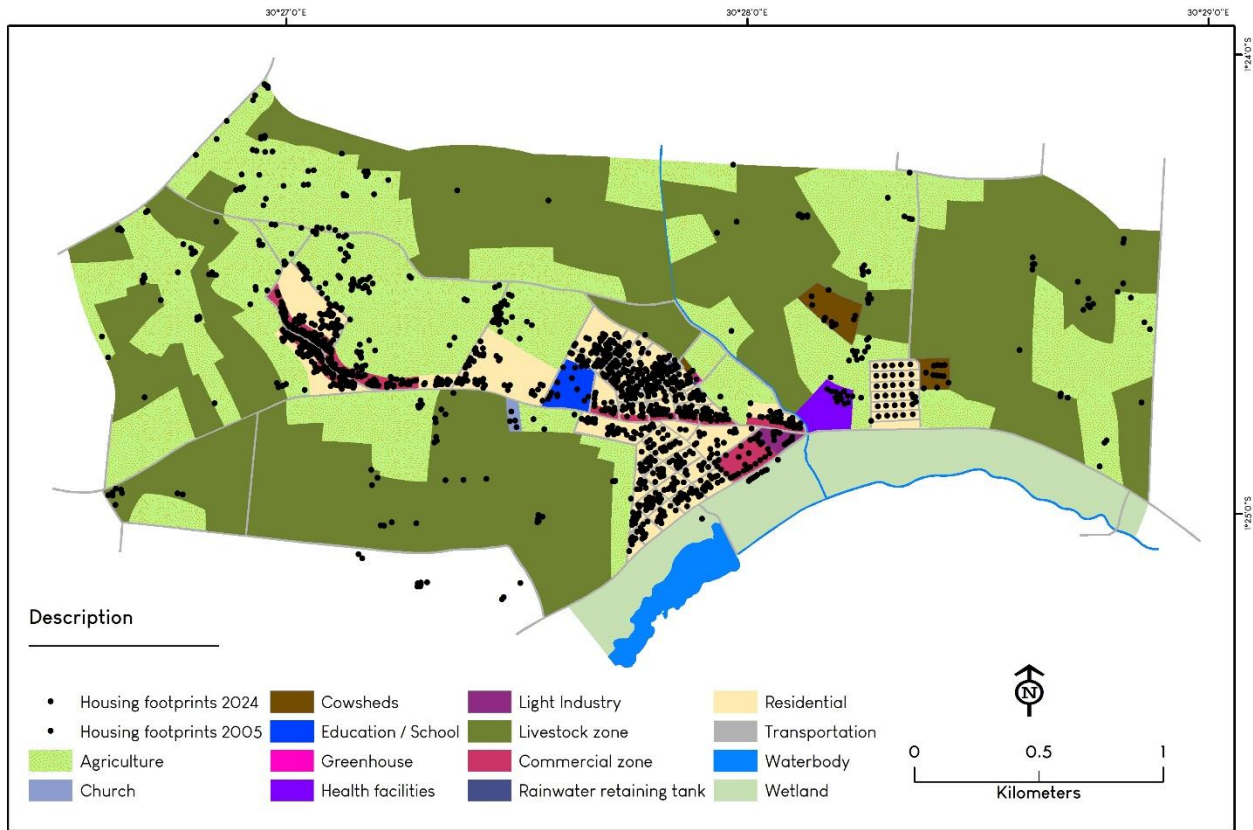 30°27'0"E
30°28'0"E
30°29'0"E
1°24'0"S
1°25'0"S
Description
Housing footprints 2024
Housing footprints 2005
Agriculture
Church
Cowsheds
Education / School
Greenhouse
Health facilities
Light Industry
Livestock zone
Commercial zone
Rainwater retaining tank
Residential
Transportation
Waterbody
Wetland
N
0 0.5 1
Kilometers